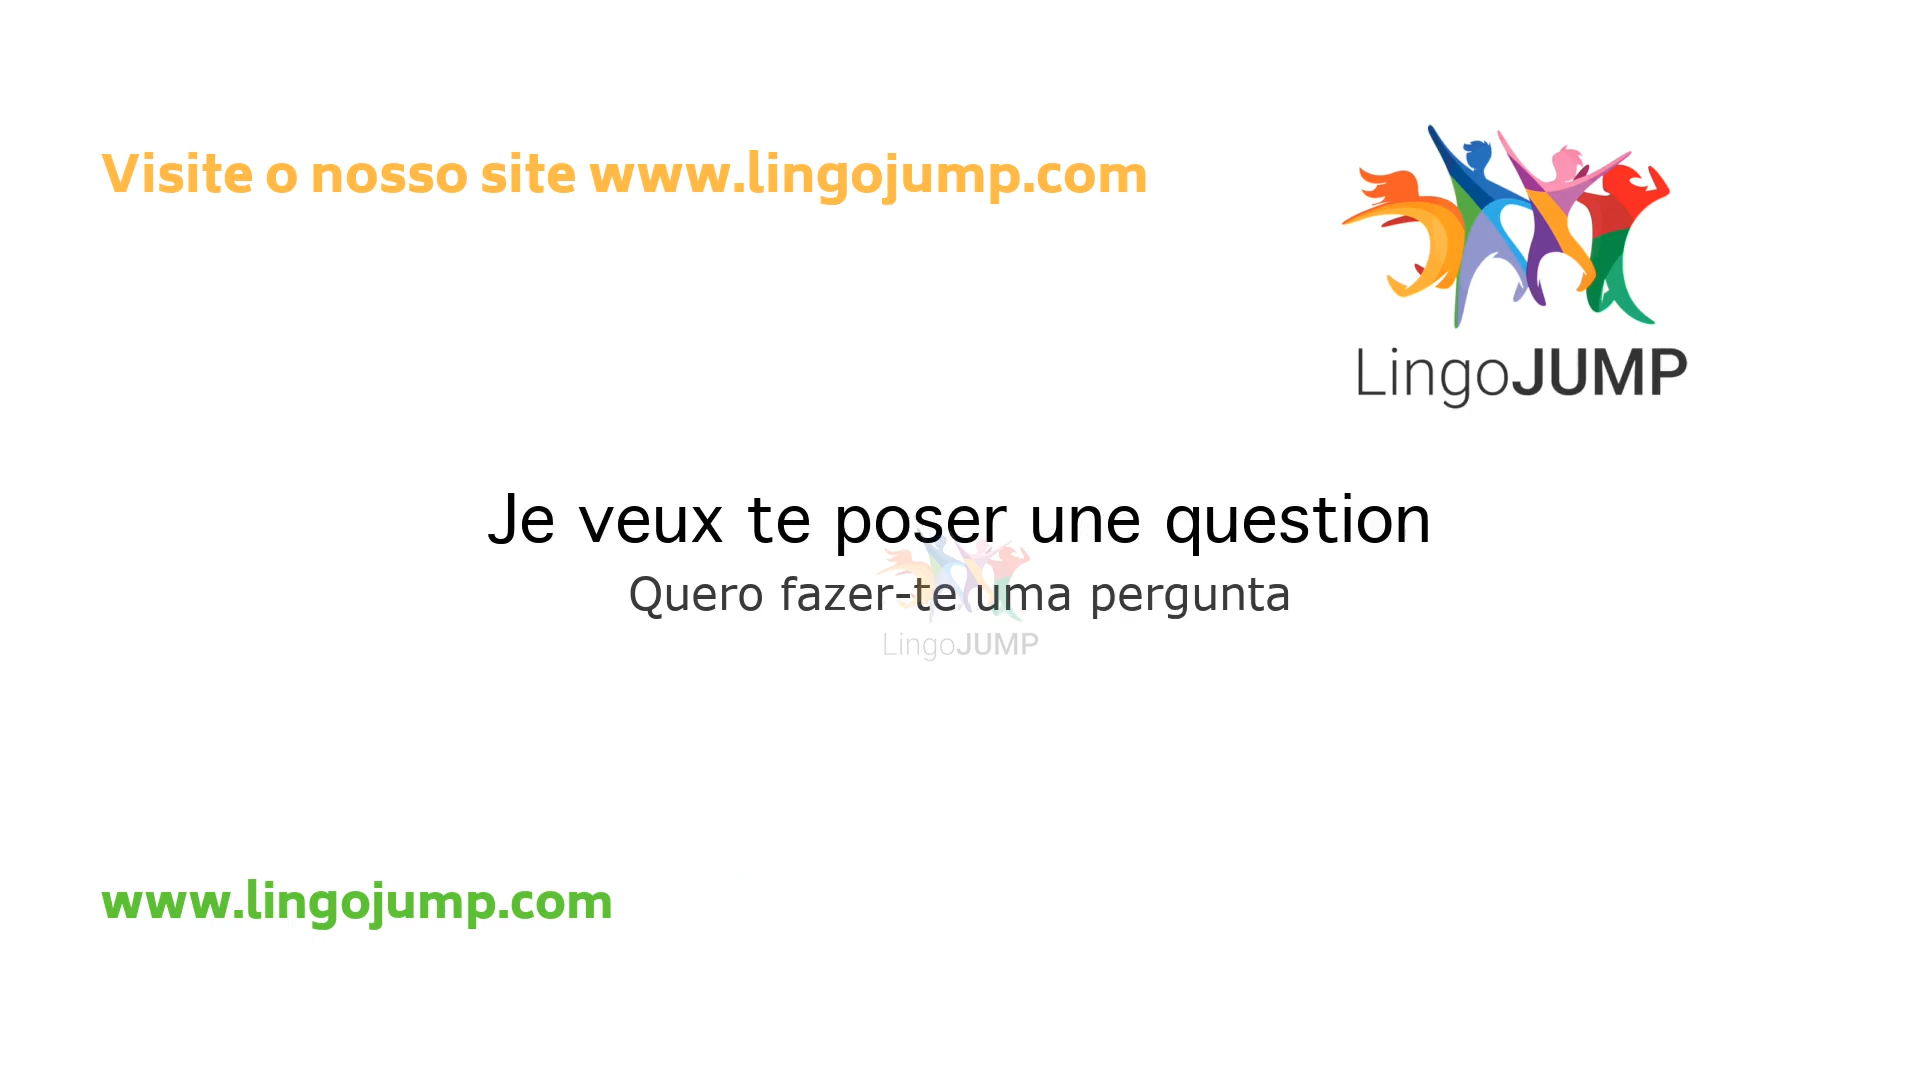 Visite o nosso site www.lingojump.com
LingoJUMP
Je veux te poser une question
Quero fazer-te uma pergunta
LingoJUMP
www.lingojump.com